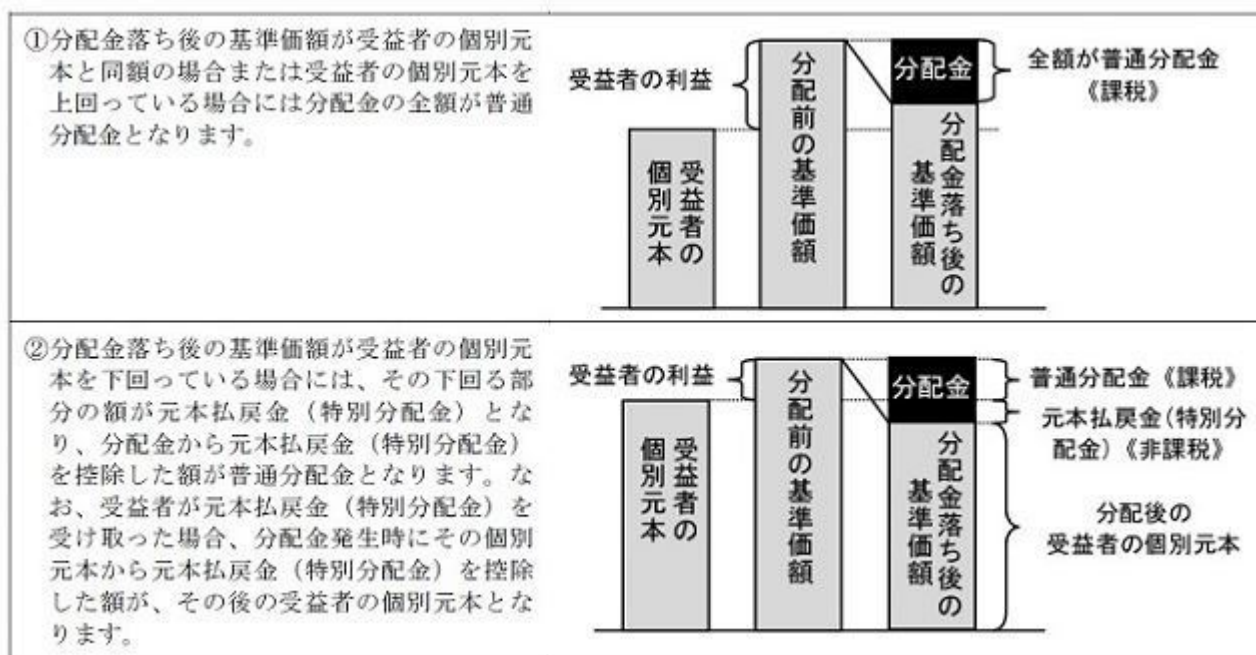 ①分配金落ち後の基準価額が受益者の個別元
本と同額の場合または受益者の個別元本を
上回っている場合には分配金の全額が普通
分配金となります。
受益者の利益
受益者の
個別元本
分配前の基準価額
分配金
分配金落ち後の
基準価額
全額が普通分配金
《課税》
②分配金落ち後の基準価額が受益者の個別元
本を下回っている場合には、その下回る部
分の額が元本払戻金（特別分配金）とな
り、分配金から元本払戻金（特別分配金）
を控除した額が普通分配金となります。な
お、受益者が元本払戻金（特別分配金）を
受け取った場合、分配金発生時にその個別
元本から元本払戻金（特別分配金）を控除
した額が、その後の受益者の個別元本とな
ります。
受益者の利益
受益者の
個別元本
分配前の基準価額
分配金
分配金落ち後の
基準価額
普通分配金《課税》
元本払戻金（特別分
配金）《非課税》
分配後の
受益者の個別元本